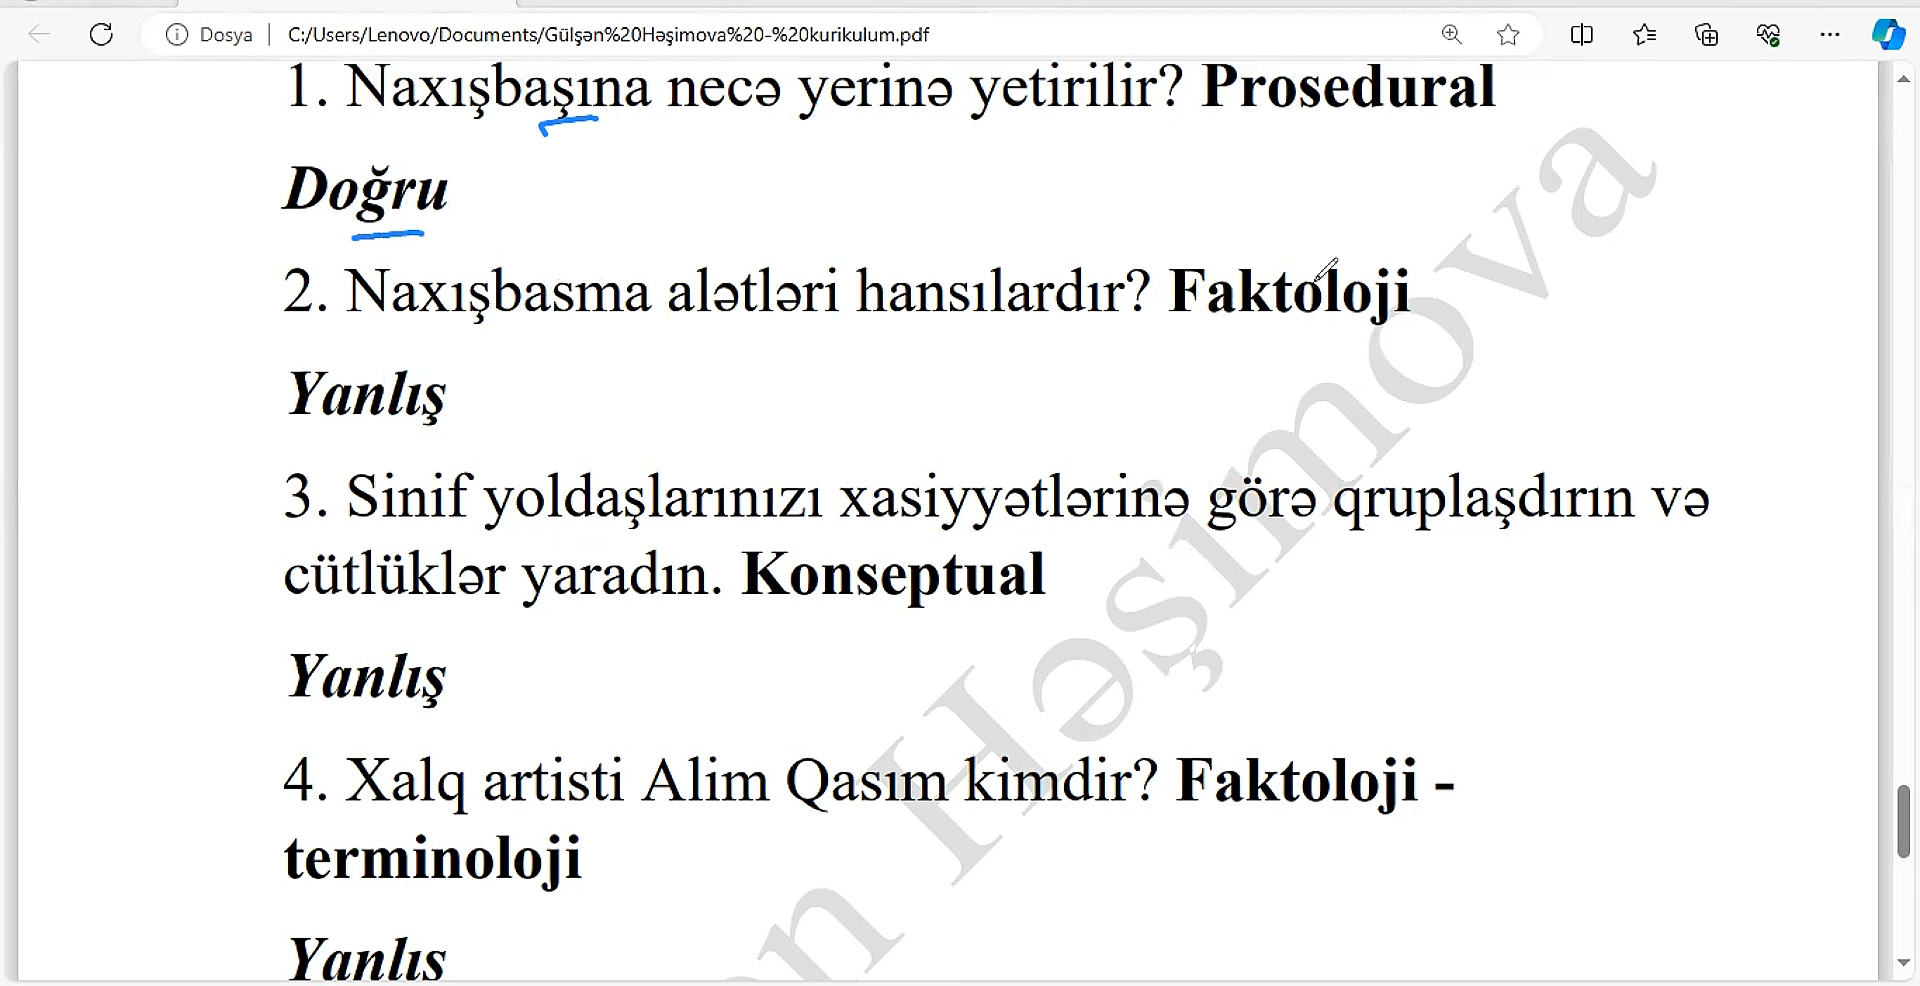 Dosya
C:/Users/Lenovo/Documents/Gülşən%20Həşimova%20-%20kurikulum.pdf
1. Naxışbaşına necə yerinə yetirilir? Prosedural
Doğru
2. Naxışbasma alətləri hansılardır? Faktoloji
Yanlış
3. Sinif yoldaşlarınızı xasiyyətlərinə görə qruplaşdırın və
cütlüklər yaradın. Konseptual
Yanlış
4. Xalq artisti Alim Qasım kimdir? Faktoloji -
terminoloji
Yanlış
n Həşimova